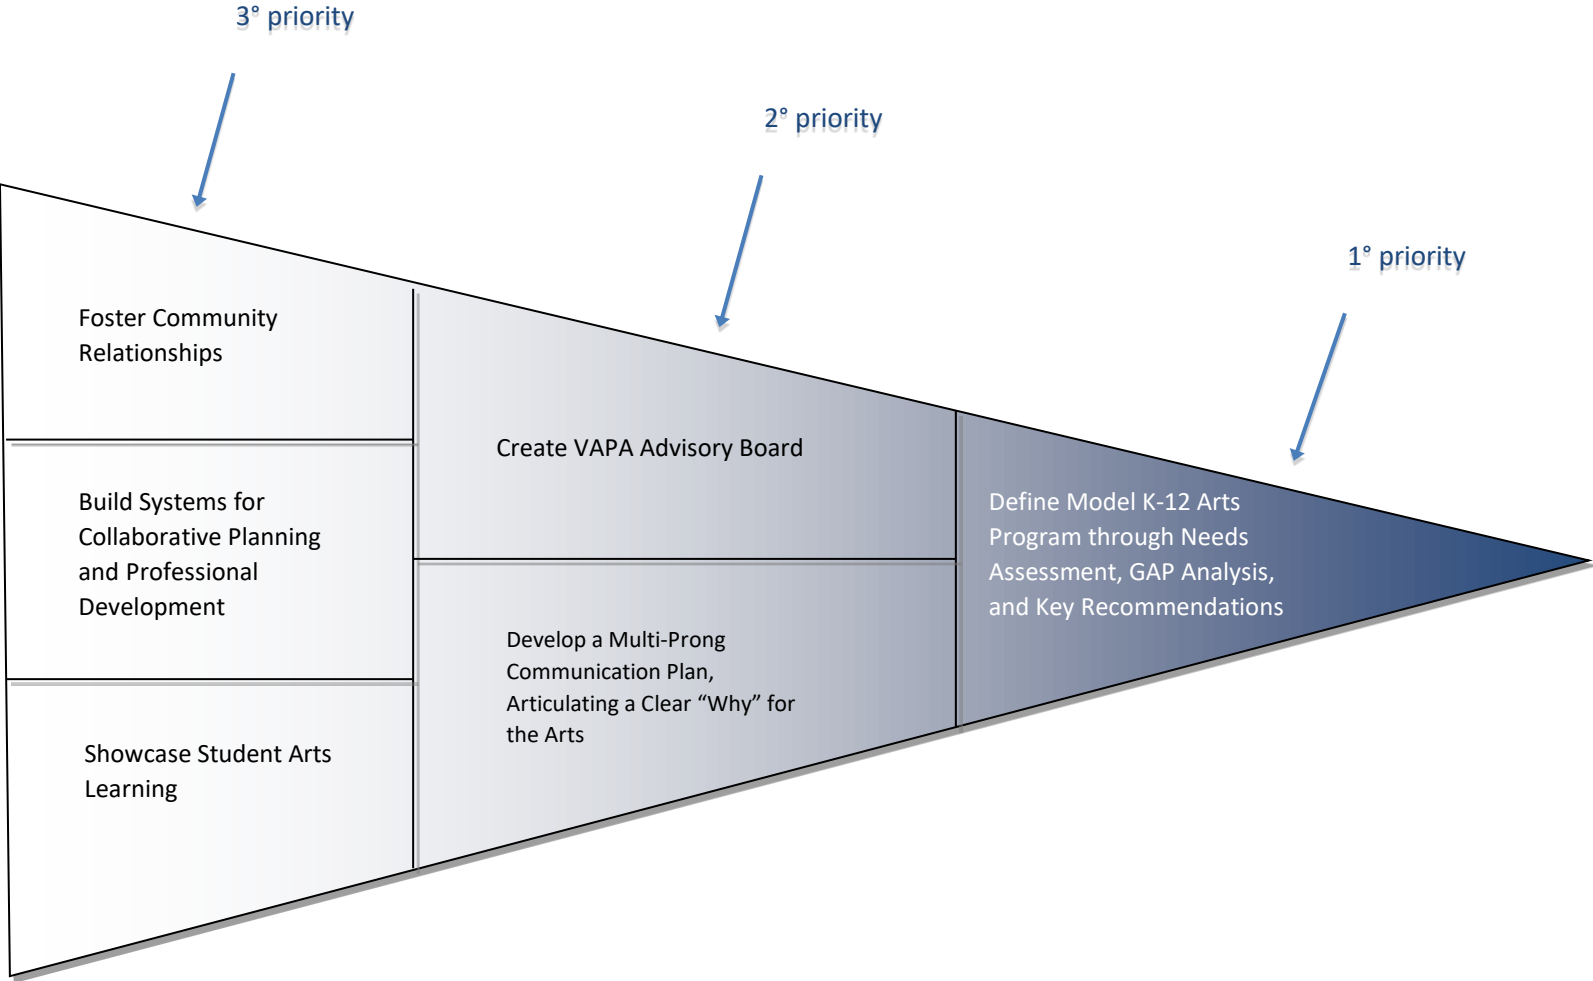 3° priority
2° priority
1° priority
Foster Community
Relationships
Build Systems for
Collaborative Planning
and Professional
Development
Showcase Student Arts
Learning
Create VAPA Advisory Board
Develop a Multi-Prong
Communication Plan,
Articulating a Clear “Why” for
the Arts
Define Model K-12 Arts
Program through Needs
Assessment, GAP Analysis,
and Key Recommendations